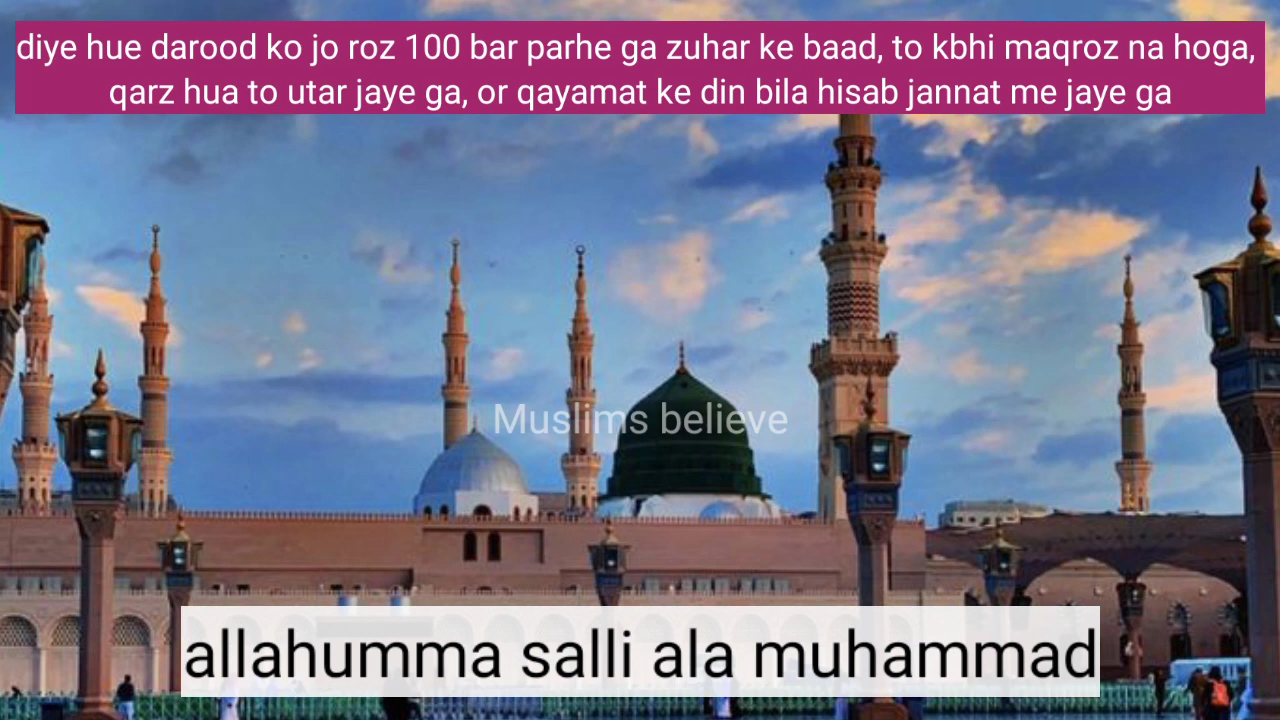 diye hue darood ko jo roz 100 bar parhe ga zuhar ke baad, to kbhi maqroz na hoga,
qarz hua to utar jaye ga, or qayamat ke din bila hisab jannat me jaye ga
Muslims believe
allahumma salli ala muhammad